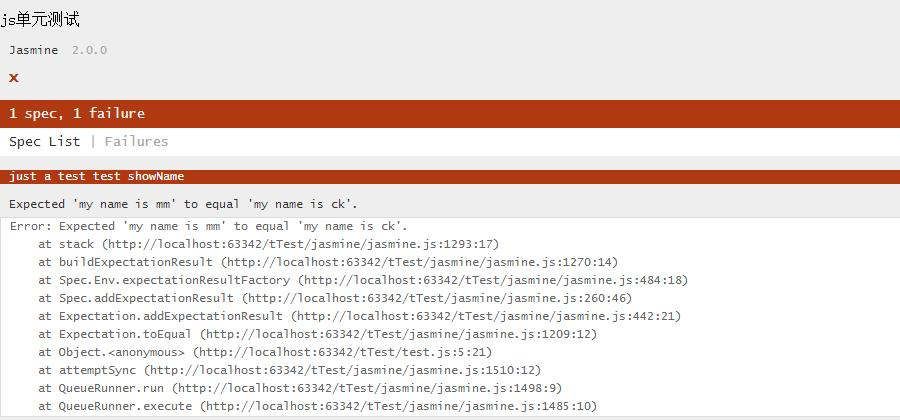 js单元测试
Jasmine 2.0.0
x
1 spec, 1 failure
Spec List | Failures
just a test test showName
Expected 'my name is mm' to equal 'my name is ck'.
Error: Expected 'my name is mm' to equal 'my name is ck'.
at stack (http://localhost:63342/tTest/jasmine/jasmine.js:1293:17)
at buildExpectationResult (http://localhost:63342/tTest/jasmine/jasmine.js:1270:14)
at Spec.Env.expectationResultFactory (http://localhost:63342/tTest/jasmine/jasmine.js:484:18)
at Spec.addExpectationResult (http://localhost:63342/tTest/jasmine/jasmine.js:260:46)
at Expectation.addExpectationResult (http://localhost:63342/tTest/jasmine/jasmine.js:442:21)
at Expectation.toEqual (http://localhost:63342/tTest/jasmine/jasmine.js:1209:12)
at Object.<anonymous> (http://localhost:63342/tTest/test.js:5:21)
at attemptSync (http://localhost:63342/tTest/jasmine/jasmine.js:1510:12)
at QueueRunner.run (http://localhost:63342/tTest/jasmine/jasmine.js:1498:9)
at QueueRunner.execute (http://localhost:63342/tTest/jasmine/jasmine.js:1485:10)